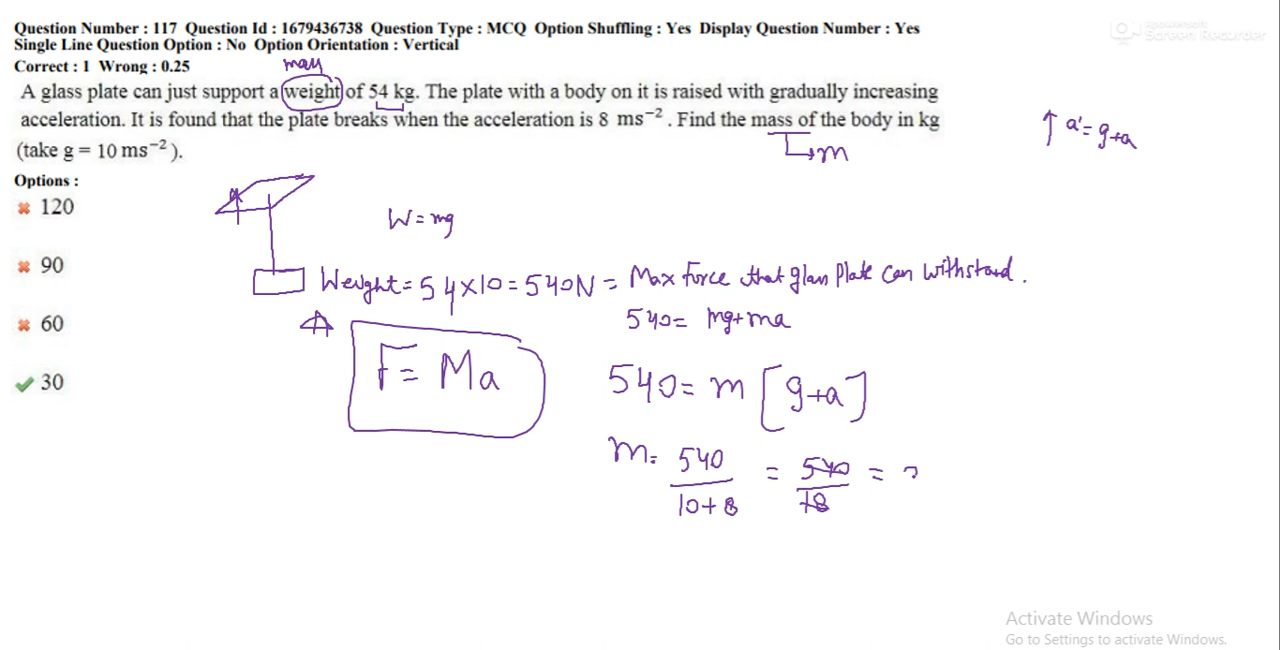 Question Number : 117 Question Id : 1679436738 Question Type : MCQ Option Shuffling : Yes Display Question Number : Yes
Single Line Question Option : No Option Orientation : Vertical
Correct : 1 Wrong : 0.25
A glass plate can just support a weight of 54 kg. The plate with a body on it is raised with gradually increasing
acceleration. It is found that the plate breaks when the acceleration is 8 ms⁻². Find the mass of the body in kg
(take g = 10 ms⁻²).
↑ a' = g+a
m
Options :
120
90
60
30
W = mg
Weight = 54×10 = 540N = Max force that glass plate can withstand.
540 = mg+ma
F = Ma
540 = m [g+a]
m = 540/10+8 = 540/18 =
Screen Recorder
Activate Windows
Go to Settings to activate Windows.